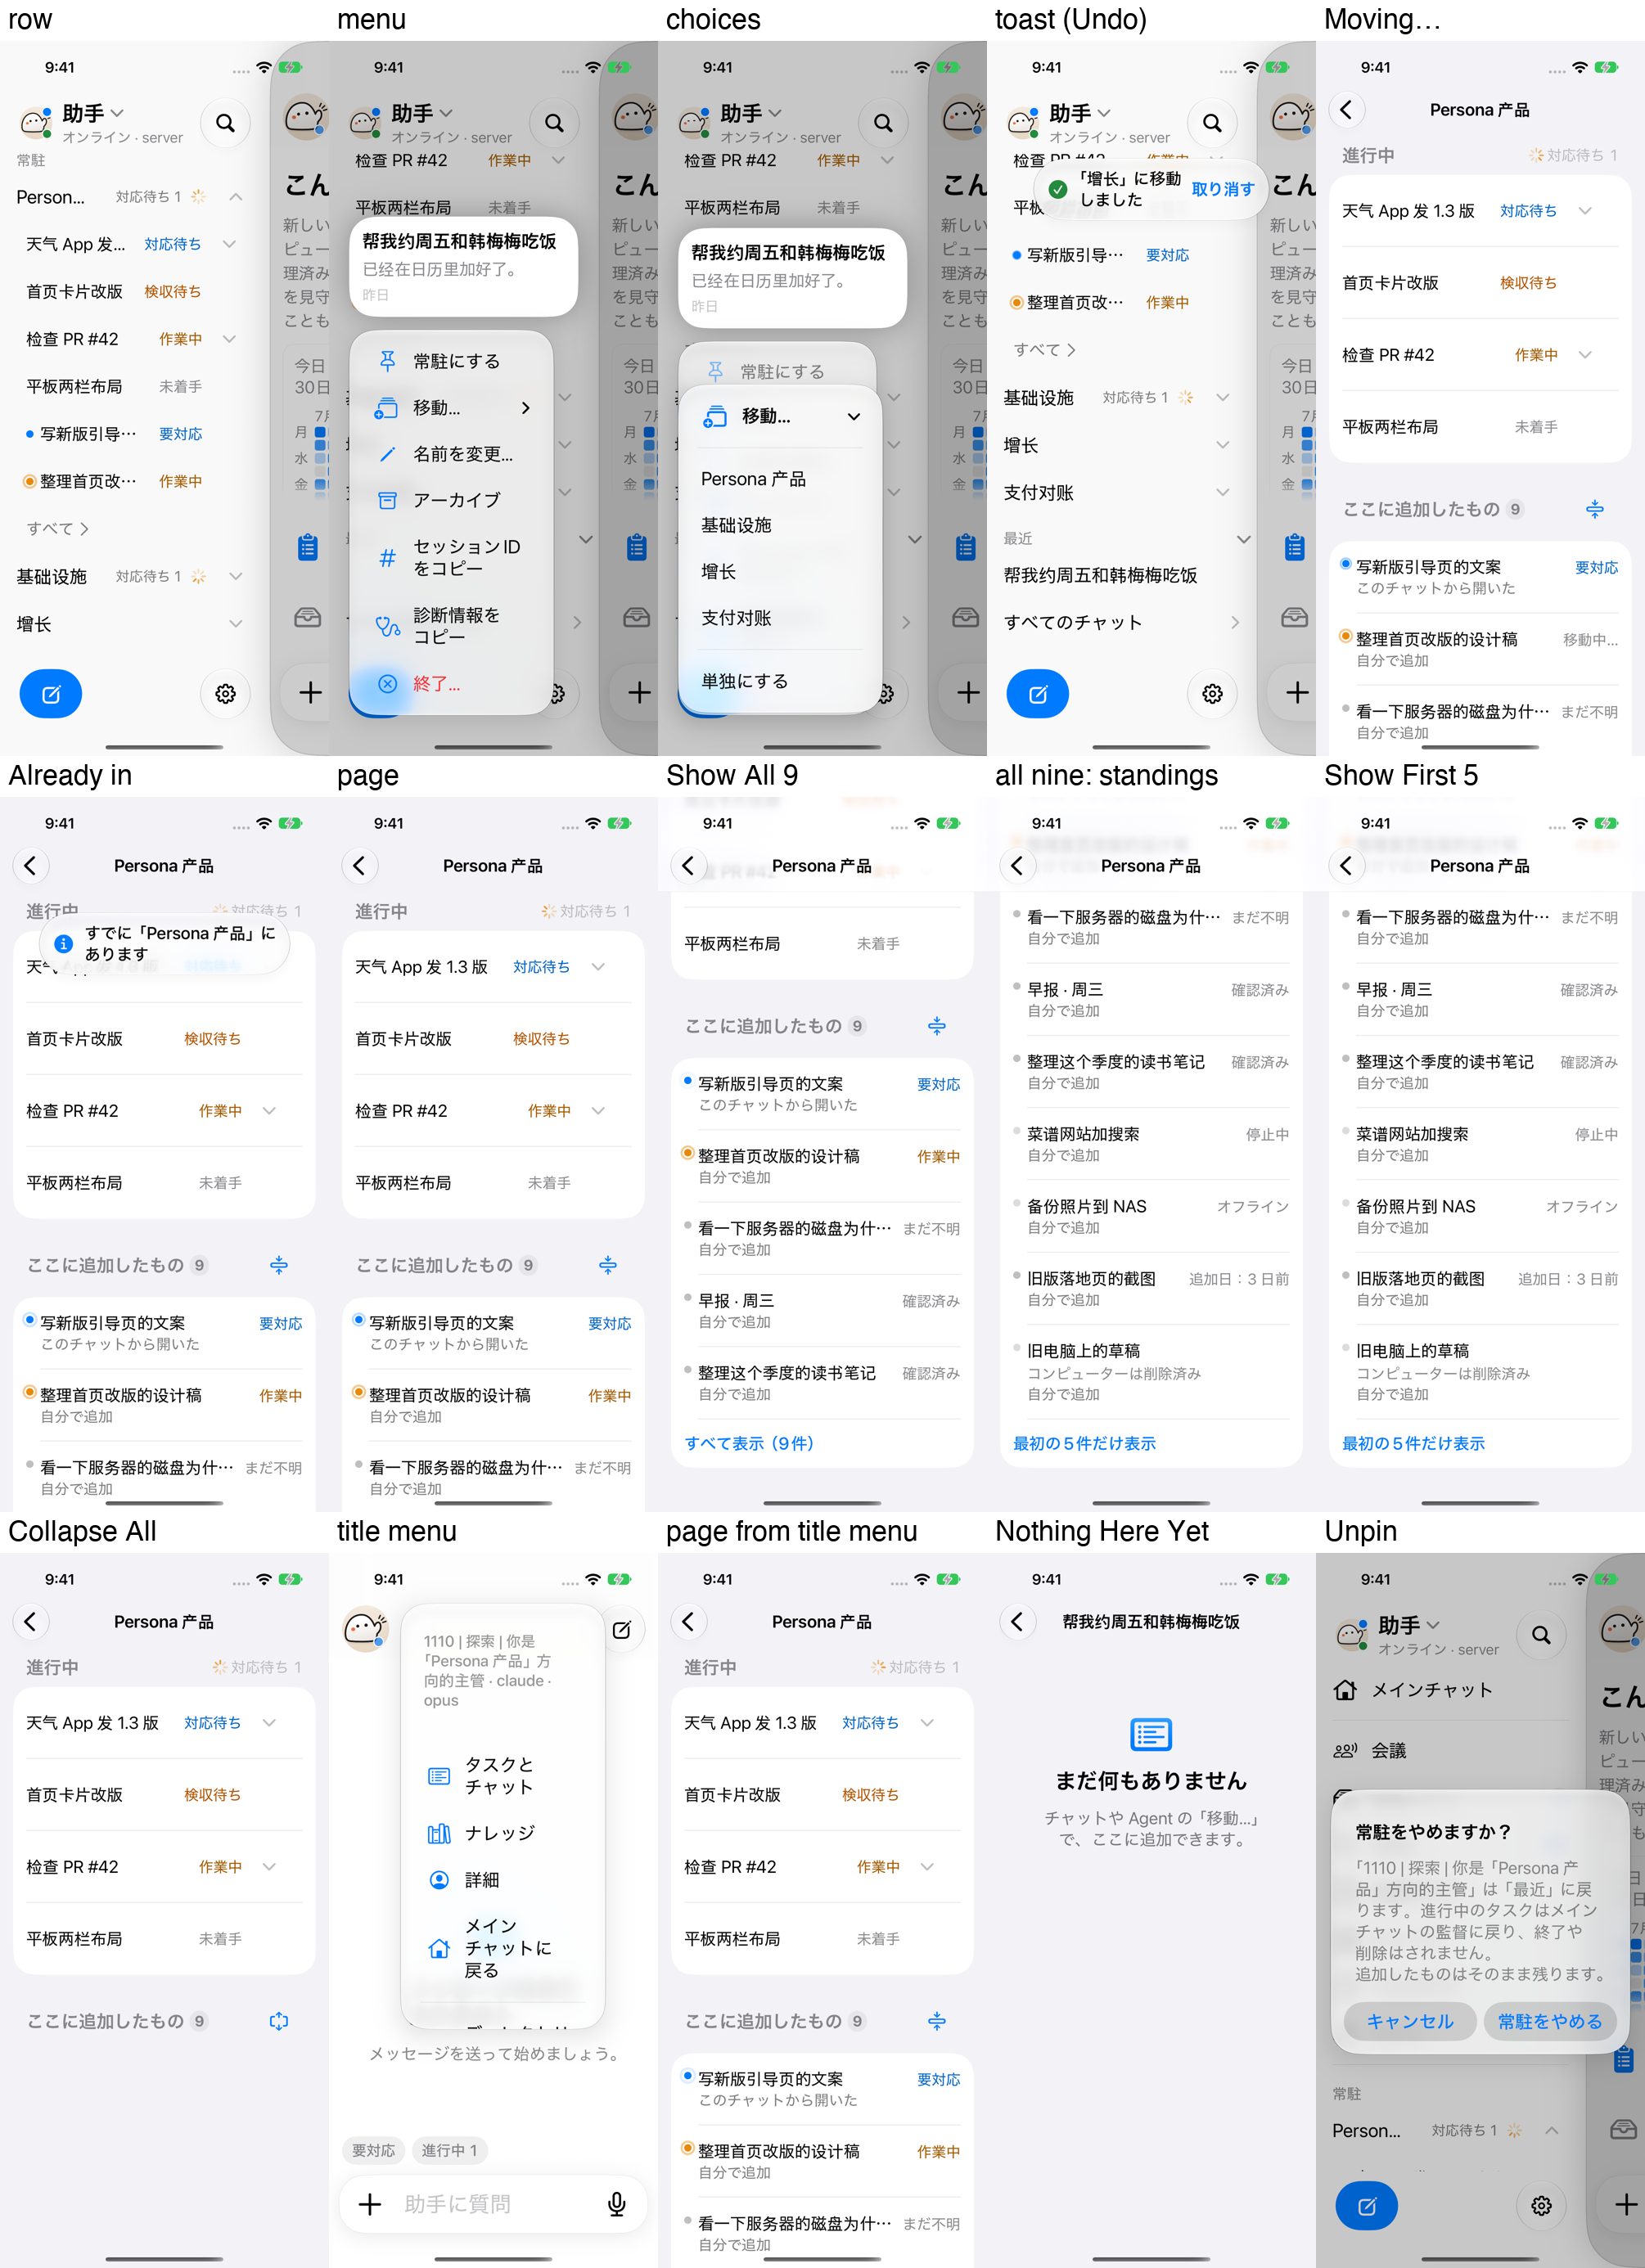 row
9:41
助手
オンライン · server
常駐
Person... 対応待ち 1
天气 App 发... 対応待ち
首页卡片改版 検収待ち
检查 PR #42 作業中
平板两栏布局 未着手
写新版引导… 要対応
整理首页改… 作業中
すべて
基础设施 対応待ち 1
增长
menu
9:41
助手
オンライン · server
检查 PR #42 作業中
平板两栏布局 未着手
帮我约周五和韩梅梅吃饭
已经在日历里加好了。
昨日
常駐にする
移動...
名前を変更...
アーカイブ
セッション ID
をコピー
診断情報を
コピー
終了...
choices
9:41
助手
オンライン · server
检查 PR #42 作業中
平板两栏布局 未着手
帮我约周五和韩梅梅吃饭
已经在日历里加好了。
昨日
常駐にする
移動...
Persona 产品
基础设施
增长
支付对账
単独にする
toast (Undo)
9:41
助手
オンライン · server
「增长」に移動
しました
取り消す
写新版引导… 要対応
整理首页改… 作業中
すべて
基础设施 対応待ち 1
增长
支付对账
最近
帮我约周五和韩梅梅吃饭
すべてのチャット
Moving…
9:41
Persona 产品
進行中 対応待ち 1
天气 App 发 1.3 版 対応待ち
首页卡片改版 検収待ち
检查 PR #42 作業中
平板两栏布局 未着手
ここに追加したもの 9
写新版引导页的文案 要対応
このチャットから開いた
整理首页改版的设计稿 移動中...
自分で追加
看一下服务器的磁盘为什… まだ不明
自分で追加
Already in
9:41
Persona 产品
進行中 対応待ち 1
すでに「Persona 产品」に
あります
首页卡片改版 検収待ち
检查 PR #42 作業中
平板两栏布局 未着手
ここに追加したもの 9
写新版引导页的文案 要対応
このチャットから開いた
整理首页改版的设计稿 作業中
自分で追加
看一下服务器的磁盘为什… まだ不明
自分で追加
page
9:41
Persona 产品
進行中 対応待ち 1
天气 App 发 1.3 版 対応待ち
首页卡片改版 検収待ち
检查 PR #42 作業中
平板两栏布局 未着手
ここに追加したもの 9
写新版引导页的文案 要対応
このチャットから開いた
整理首页改版的设计稿 作業中
自分で追加
看一下服务器的磁盘为什… まだ不明
自分で追加
Show All 9
9:41
Persona 产品
平板两栏布局 未着手
ここに追加したもの 9
写新版引导页的文案 要対応
このチャットから開いた
整理首页改版的设计稿 作業中
自分で追加
看一下服务器的磁盘为什… まだ不明
自分で追加
早报 · 周三 確認済み
自分で追加
整理这个季度的读书笔记 確認済み
自分で追加
すべて表示（9件）
all nine: standings
9:41
Persona 产品
看一下服务器的磁盘为什… まだ不明
自分で追加
早报 · 周三 確認済み
自分で追加
整理这个季度的读书笔记 確認済み
自分で追加
菜谱网站加搜索 停止中
自分で追加
备份照片到 NAS オフライン
自分で追加
旧版落地页的截图 追加日：3 日前
自分で追加
旧电脑上的草稿
コンピューターは削除済み
自分で追加
最初の5件だけ表示
Show First 5
9:41
Persona 产品
看一下服务器的磁盘为什… まだ不明
自分で追加
早报 · 周三 確認済み
自分で追加
整理这个季度的读书笔记 確認済み
自分で追加
菜谱网站加搜索 停止中
自分で追加
备份照片到 NAS オフライン
自分で追加
旧版落地页的截图 追加日：3 日前
自分で追加
旧电脑上的草稿
コンピューターは削除済み
自分で追加
最初の5件だけ表示
Collapse All
9:41
Persona 产品
進行中 対応待ち 1
天气 App 发 1.3 版 対応待ち
首页卡片改版 検収待ち
检查 PR #42 作業中
平板两栏布局 未着手
ここに追加したもの 9
title menu
9:41
1110 | 探索 | 你是
「Persona 产品」方
向的主管 · claude ·
opus
タスクと
チャット
ナレッジ
詳細
メイン
チャットに
戻る
メッセージを送って始めましょう。
要対応 進行中 1
助手に質問
page from title menu
9:41
Persona 产品
進行中 対応待ち 1
天气 App 发 1.3 版 対応待ち
首页卡片改版 検収待ち
检查 PR #42 作業中
平板两栏布局 未着手
ここに追加したもの 9
写新版引导页的文案 要対応
このチャットから開いた
整理首页改版的设计稿 作業中
自分で追加
看一下服务器的磁盘为什… まだ不明
自分で追加
Nothing Here Yet
9:41
帮我约周五和韩梅梅吃饭
まだ何もありません
チャットや Agent の「移動...」
で、ここに追加できます。
Unpin
9:41
助手
オンライン · server
メインチャット
会議
常駐をやめますか？
「1110 | 探索 | 你是「Persona 产
品」方向的主管」は「最近」に戻
ります。進行中のタスクはメイン
チャットの監督に戻り、終了や
削除はされません。
追加したものはそのまま残ります。
キャンセル 常駐をやめる
常駐
Person... 対応待ち 1